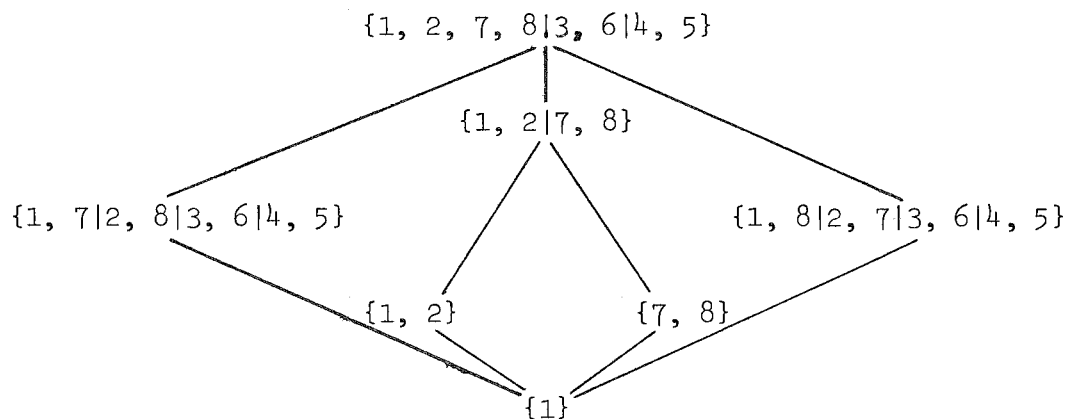 {1, 2, 7, 8|3, 6|4, 5}
{1, 2|7, 8}
{1, 7|2, 8|3, 6|4, 5}
{1, 8|2, 7|3, 6|4, 5}
{1, 2}
{7, 8}
{1}